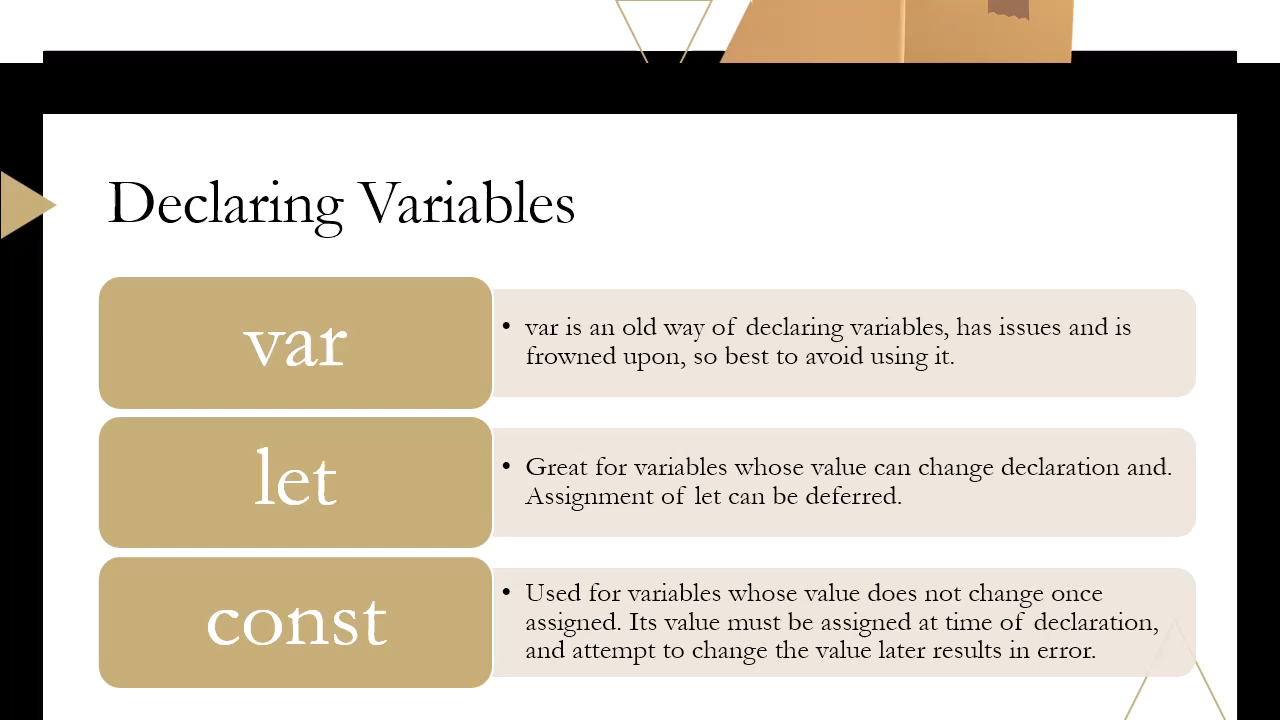 Declaring Variables
var
• var is an old way of declaring variables, has issues and is
frowned upon, so best to avoid using it.
let
• Great for variables whose value can change declaration and.
Assignment of let can be deferred.
const
• Used for variables whose value does not change once
assigned. Its value must be assigned at time of declaration,
and attempt to change the value later results in error.